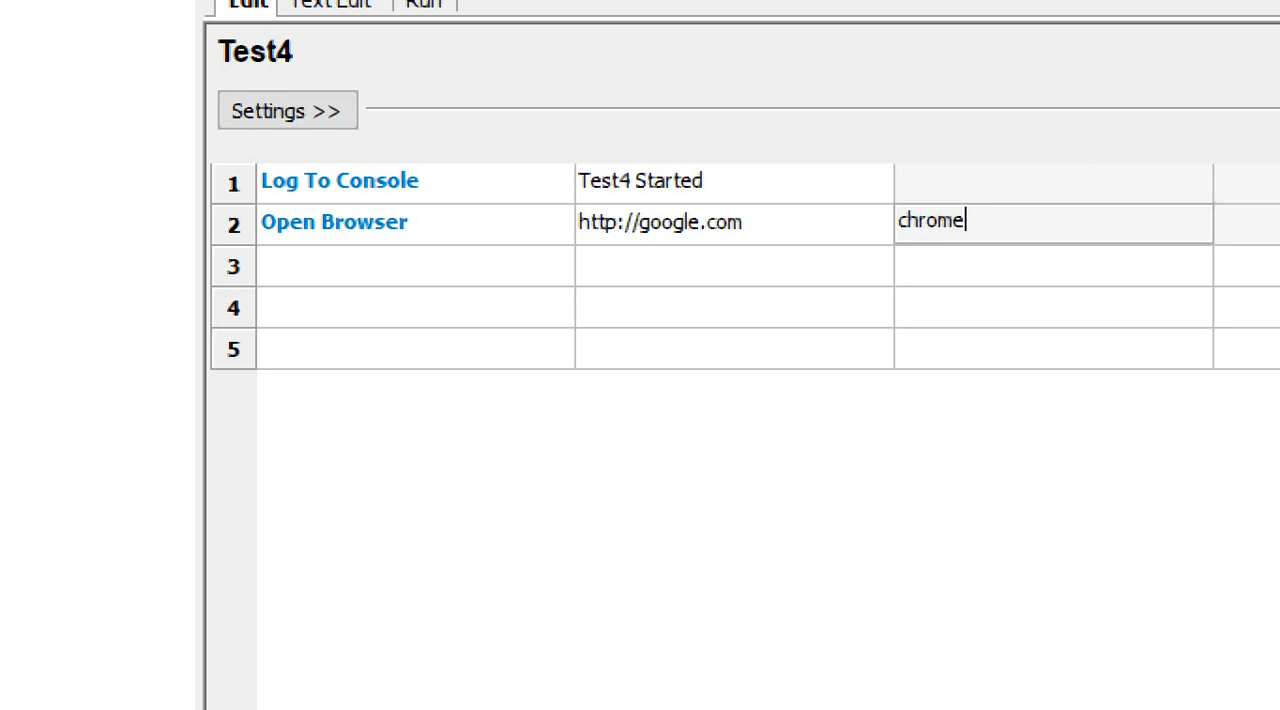 Edit Text Edit Run
Test4
Settings >>
1 Log To Console Test4 Started
2 Open Browser http://google.com chrome
3
4
5